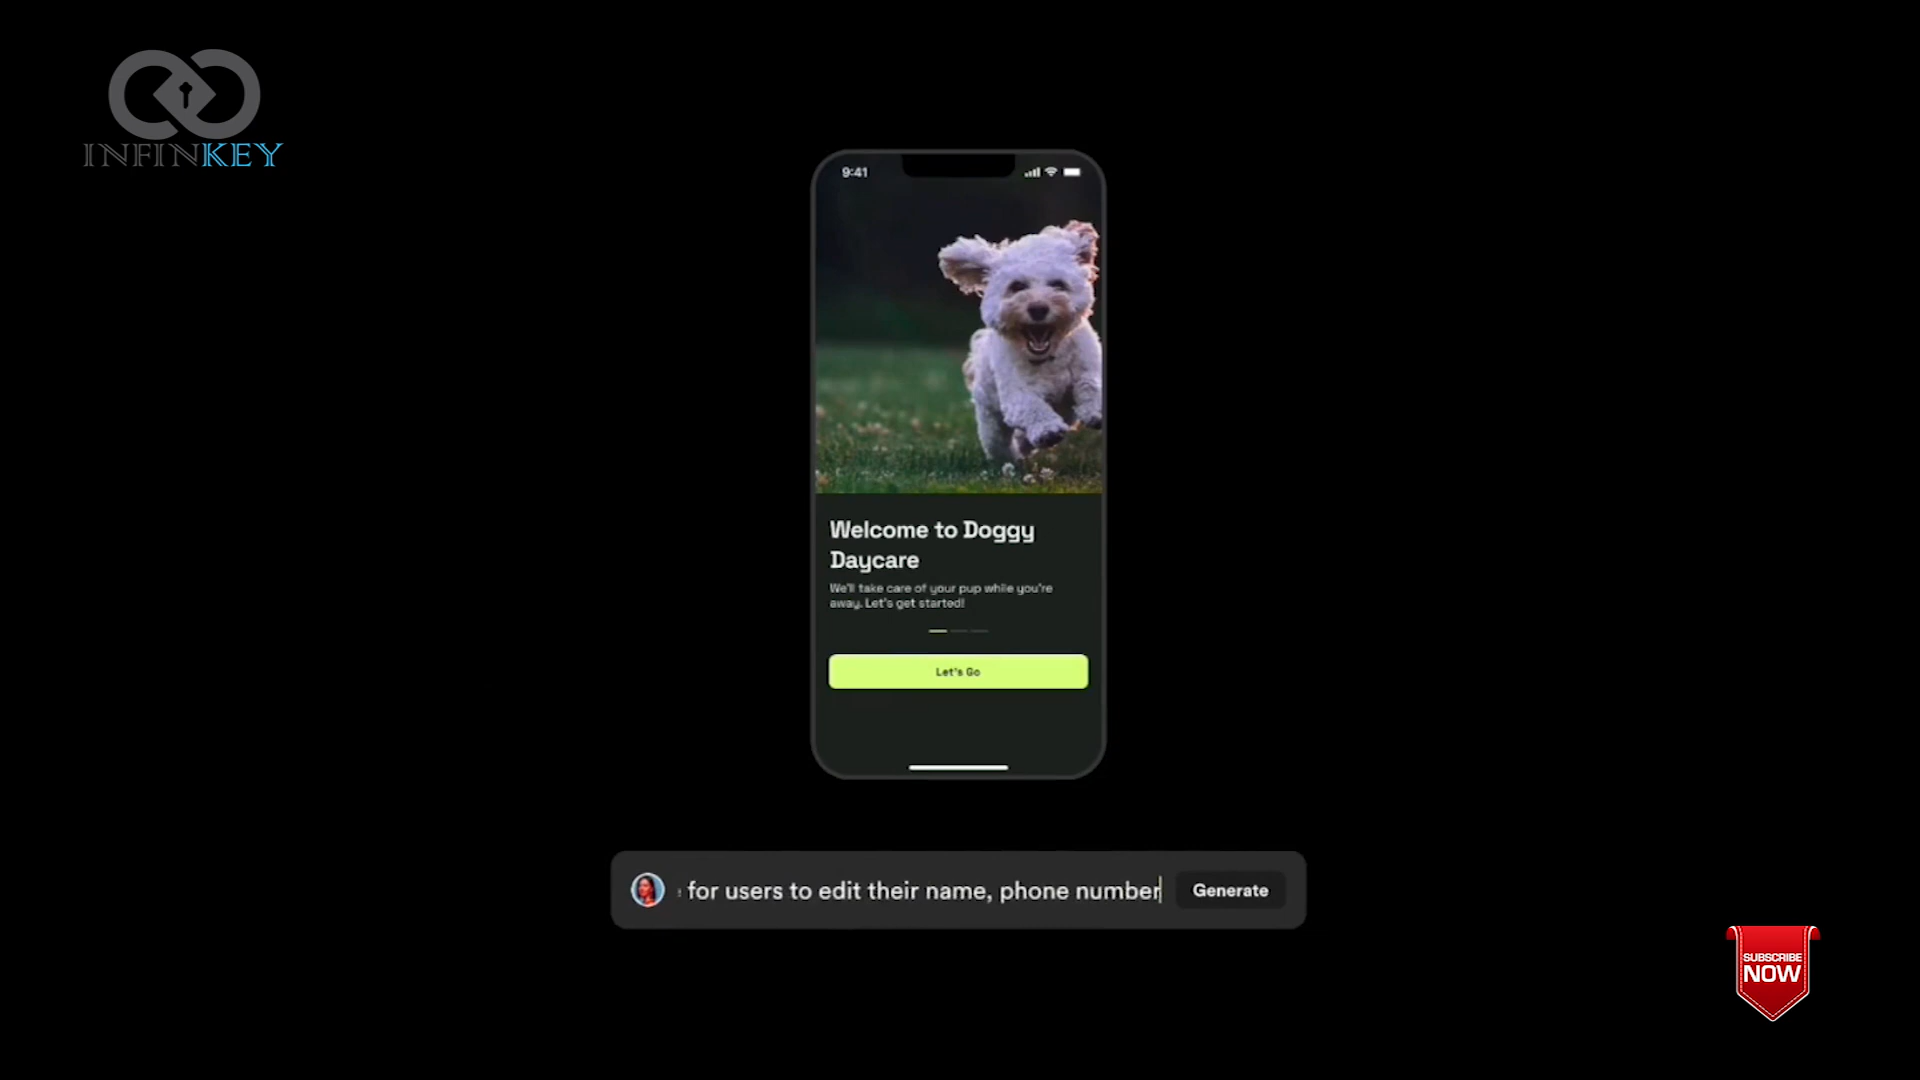 INFINKEY
9:41
Welcome to Doggy
Daycare
We'll take care of your pup while you're
away. Let's get started!
Let's Go
for users to edit their name, phone number
Generate
SUBSCRIBE
NOW